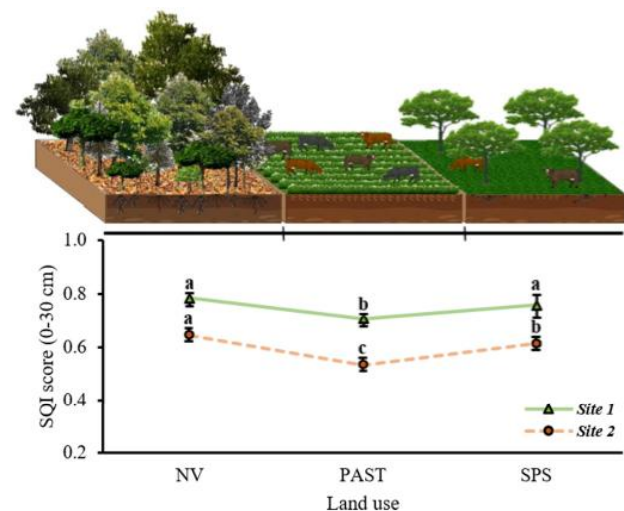 1.0
a
a
0.8
b
a
b
0.6
c
0.4
Site 1
Site 2
0.2
NV PAST SPS
Land use
SQI score (0-30 cm)